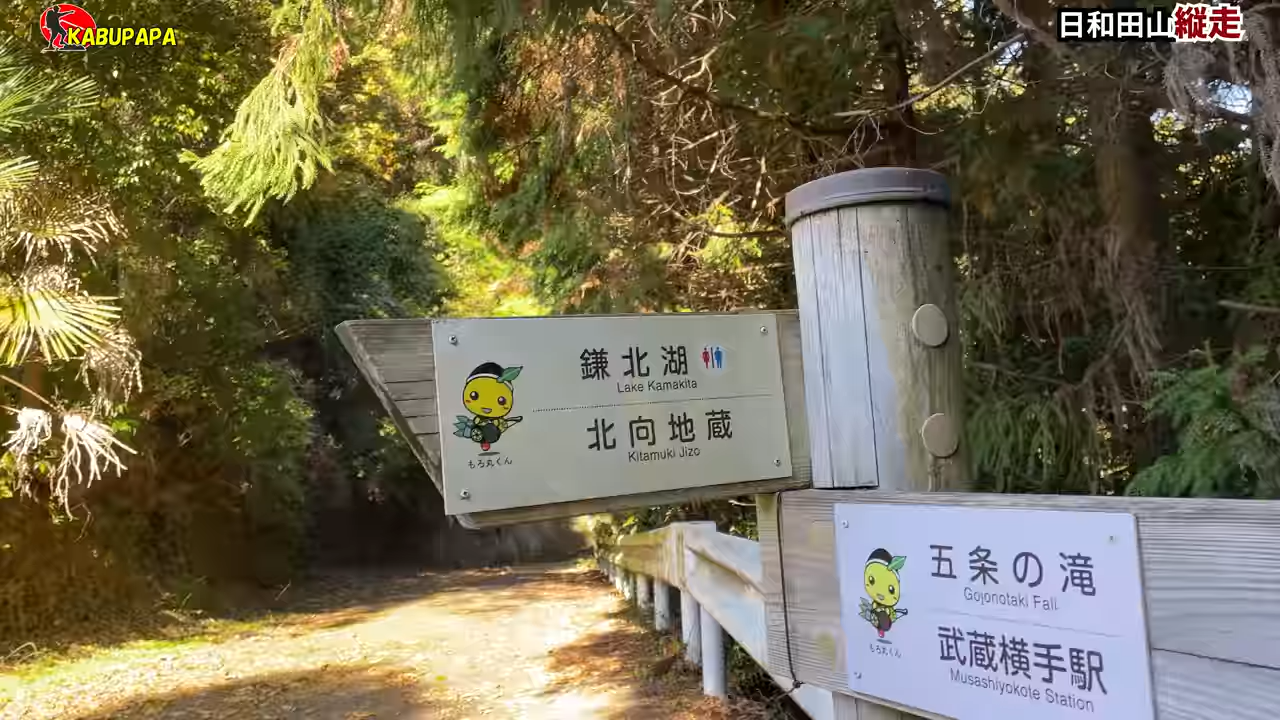 KABUPAPA
日和田山縦走
鎌北湖
Lake Kamakita
北向地蔵
Kitamuki Jizo
もろ丸くん
五条の滝
Gojonotaki Fall
武蔵横手駅
Musashiyokote Station
もろ丸くん